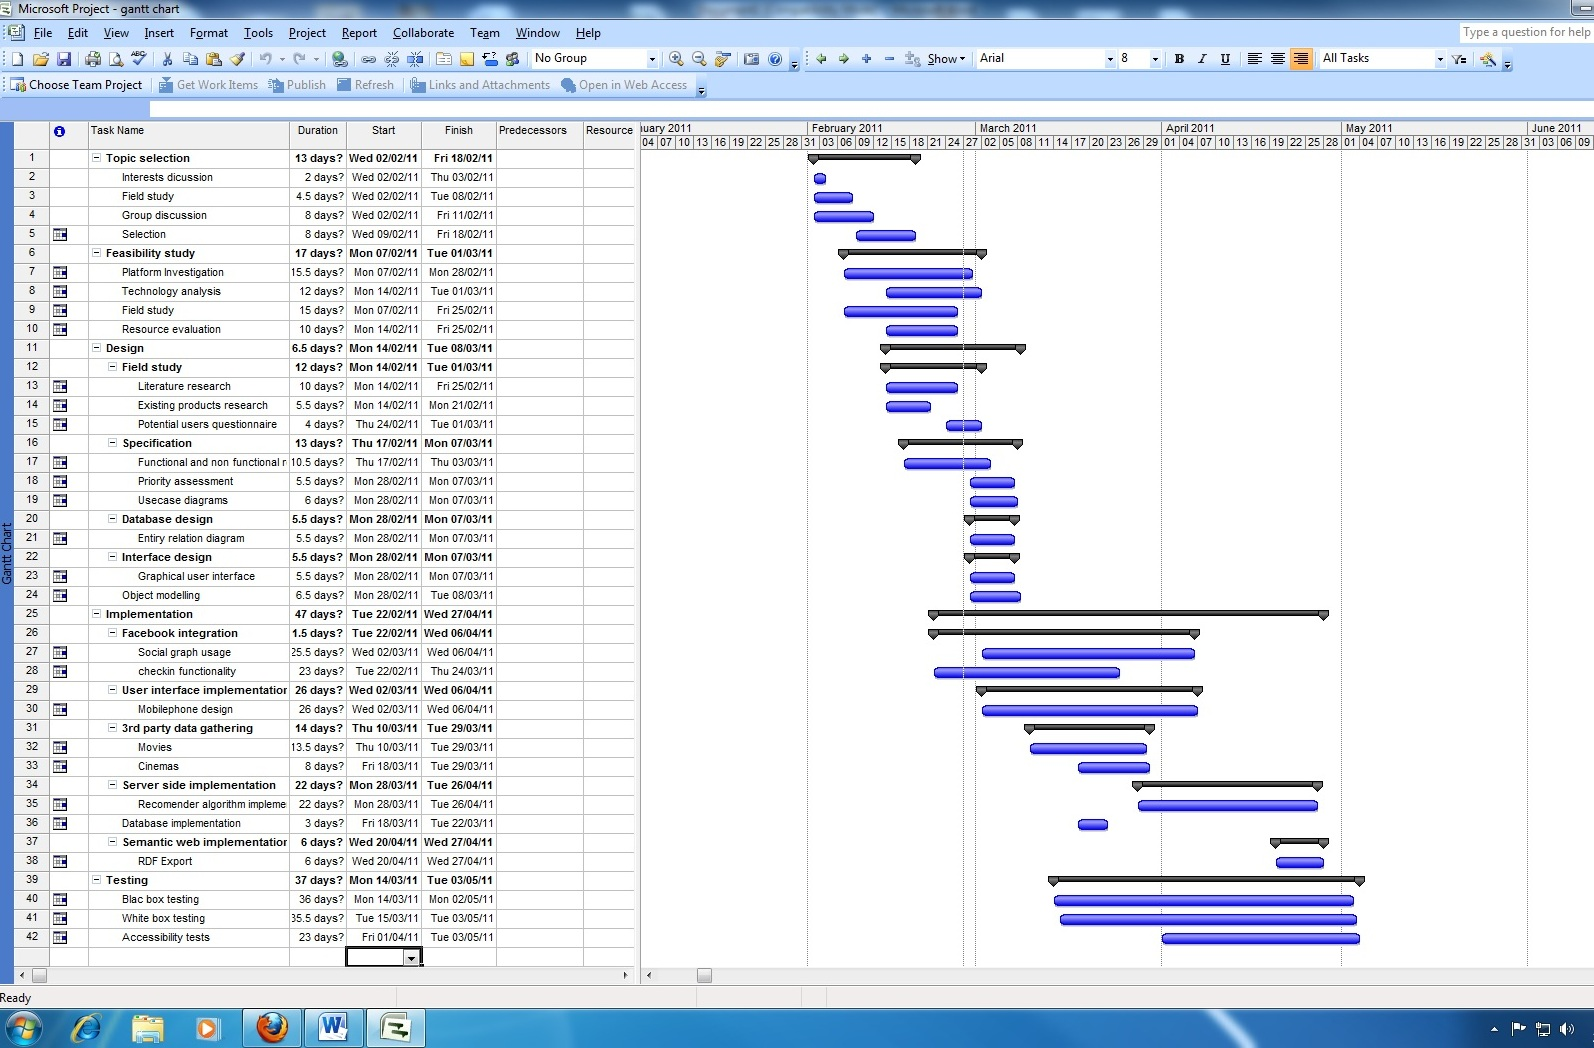 Microsoft Project - gantt chart
File Edit View Insert Format Tools Project Report Collaborate Team Window Help
Type a question for help
No Group Show Arial 8 B I U All Tasks
Choose Team Project Get Work Items Publish Refresh Links and Attachments Open in Web Access
Task Name Duration Start Finish Predecessors Resource
uary 2011 February 2011 March 2011 April 2011 May 2011 June 2011
04 07 10 13 16 19 22 25 28 31 03 06 09 12 15 18 21 24 27 02 05 08 11 14 17 20 23 26 29 01 04 07 10 13 16 19 22 25 28 01 04 07 10 13 16 19 22 25 28 31 03 06 09
1 Topic selection 13 days? Wed 02/02/11 Fri 18/02/11
2 Interests dicussion 2 days? Wed 02/02/11 Thu 03/02/11
3 Field study 4.5 days? Wed 02/02/11 Tue 08/02/11
4 Group discussion 8 days? Wed 02/02/11 Fri 11/02/11
5 Selection 8 days? Wed 09/02/11 Fri 18/02/11
6 Feasibility study 17 days? Mon 07/02/11 Tue 01/03/11
7 Platform Investigation 15.5 days? Mon 07/02/11 Mon 28/02/11
8 Technology analysis 12 days? Mon 14/02/11 Tue 01/03/11
9 Field study 15 days? Mon 07/02/11 Fri 25/02/11
10 Resource evaluation 10 days? Mon 14/02/11 Fri 25/02/11
11 Design 6.5 days? Mon 14/02/11 Tue 08/03/11
12 Field study 12 days? Mon 14/02/11 Tue 01/03/11
13 Literature research 10 days? Mon 14/02/11 Fri 25/02/11
14 Existing products research 5.5 days? Mon 14/02/11 Mon 21/02/11
15 Potential users questionnaire 4 days? Thu 24/02/11 Tue 01/03/11
16 Specification 13 days? Thu 17/02/11 Mon 07/03/11
17 Functional and non functional r 10.5 days? Thu 17/02/11 Thu 03/03/11
18 Priority assessment 5.5 days? Mon 28/02/11 Mon 07/03/11
19 Usecase diagrams 6 days? Mon 28/02/11 Mon 07/03/11
20 Database design 5.5 days? Mon 28/02/11 Mon 07/03/11
21 Entiry relation diagram 5.5 days? Mon 28/02/11 Mon 07/03/11
22 Interface design 5.5 days? Mon 28/02/11 Mon 07/03/11
23 Graphical user interface 5.5 days? Mon 28/02/11 Mon 07/03/11
24 Object modelling 6.5 days? Mon 28/02/11 Tue 08/03/11
25 Implementation 47 days? Tue 22/02/11 Wed 27/04/11
26 Facebook integration 1.5 days? Tue 22/02/11 Wed 06/04/11
27 Social graph usage 25.5 days? Wed 02/03/11 Wed 06/04/11
28 checkin functionality 23 days? Tue 22/02/11 Thu 24/03/11
29 User interface implementation 26 days? Wed 02/03/11 Wed 06/04/11
30 Mobilephone design 26 days? Wed 02/03/11 Wed 06/04/11
31 3rd party data gathering 14 days? Thu 10/03/11 Tue 29/03/11
32 Movies 13.5 days? Thu 10/03/11 Tue 29/03/11
33 Cinemas 8 days? Fri 18/03/11 Tue 29/03/11
34 Server side implementation 22 days? Mon 28/03/11 Tue 26/04/11
35 Recomender algorithm impleme 22 days? Mon 28/03/11 Tue 26/04/11
36 Database implementation 3 days? Fri 18/03/11 Tue 22/03/11
37 Semantic web implementation 6 days? Wed 20/04/11 Wed 27/04/11
38 RDF Export 6 days? Wed 20/04/11 Wed 27/04/11
39 Testing 37 days? Mon 14/03/11 Tue 03/05/11
40 Blac box testing 36 days? Mon 14/03/11 Mon 02/05/11
41 White box testing 35.5 days? Tue 15/03/11 Tue 03/05/11
42 Accessibility tests 23 days? Fri 01/04/11 Tue 03/05/11
Gantt Chart
Ready